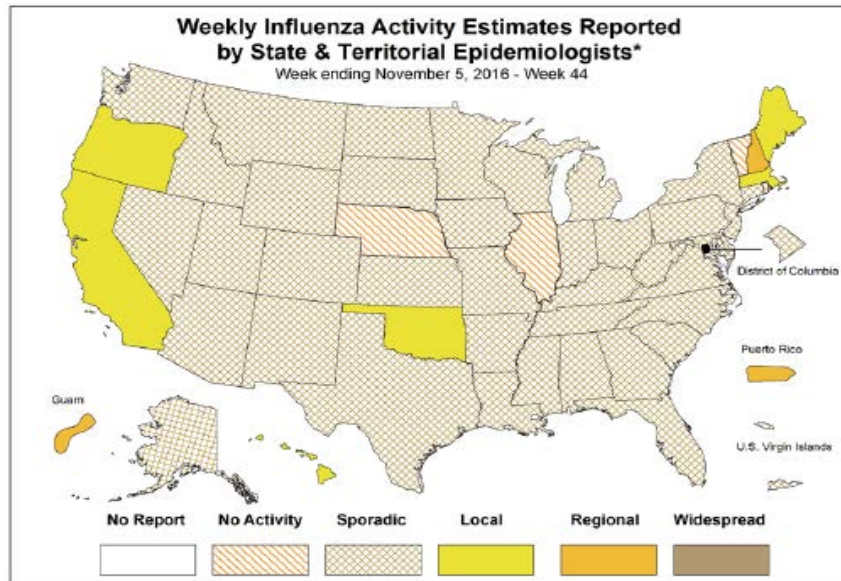 Weekly Influenza Activity Estimates Reported
by State & Territorial Epidemiologists*
Week ending November 5, 2016 - Week 44
District of Columbia
Puerto Rico
Guam
U.S. Virgin Islands
No Report No Activity Sporadic Local Regional Widespread